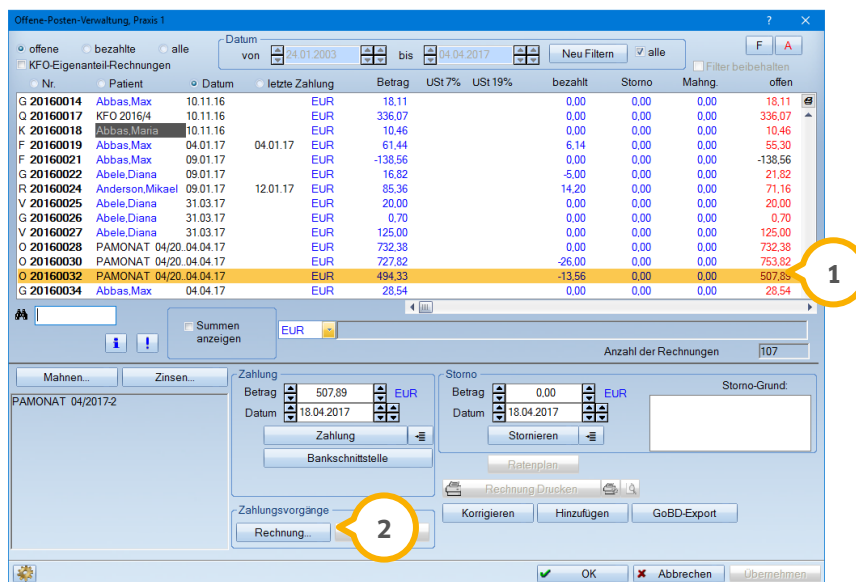 Offene-Posten-Verwaltung, Praxis 1 ? ×
offene bezahlte alle
KFO-Eigenanteil-Rechnungen
Datum
von 24.01.2003 bis 04.04.2017 Neu Filtern alle
F A
Filter beibehalten
Nr. Patient Datum letzte Zahlung Betrag USt 7% USt 19% bezahlt Storno Mahng. offen
G 20160014 Abbas,Max 10.11.16 EUR 18,11 0,00 0,00 0,00 18,11
Q 20160017 KFO 2016/4 10.11.16 EUR 336,07 0,00 0,00 0,00 336,07
K 20160018 Abbas,Maria 10.11.16 EUR 10,46 0,00 0,00 0,00 10,46
F 20160019 Abbas,Max 04.01.17 04.01.17 EUR 61,44 6,14 0,00 0,00 55,30
F 20160021 Abbas,Max 09.01.17 EUR -138,56 0,00 0,00 0,00 -138,56
G 20160022 Abele,Diana 09.01.17 EUR 16,82 -5,00 0,00 0,00 21,82
R 20160024 Anderson,Mikael 09.01.17 12.01.17 EUR 85,36 14,20 0,00 0,00 71,16
V 20160025 Abele,Diana 31.03.17 EUR 20,00 0,00 0,00 0,00 20,00
G 20160026 Abele,Diana 31.03.17 EUR 0,70 0,00 0,00 0,00 0,70
V 20160027 Abele,Diana 31.03.17 EUR 125,00 0,00 0,00 0,00 125,00
O 20160028 PAMONAT 04/20..04.04.17 EUR 732,38 0,00 0,00 0,00 732,38
O 20160030 PAMONAT 04/20..04.04.17 EUR 727,82 -26,00 0,00 0,00 753,82
O 20160032 PAMONAT 04/20..04.04.17 EUR 494,33 -13,56 0,00 0,00 507,89
G 20160034 Abbas,Max 04.04.17 EUR 28,54 0,00 0,00 0,00 28,54
1
Summen anzeigen
EUR
i !
Anzahl der Rechnungen 107
Mahnen... Zinsen...
PAMONAT 04/2017-2
Zahlung
Betrag 507,89 EUR
Datum 18.04.2017
Zahlung
Bankschnittstelle
Storno
Betrag 0,00 EUR
Datum 18.04.2017
Stornieren
Storno-Grund:
Ratenplan
Rechnung Drucken
Zahlungsvorgänge
Rechnung...
2
Korrigieren Hinzufügen GoBD-Export
OK Abbrechen Übernehmen